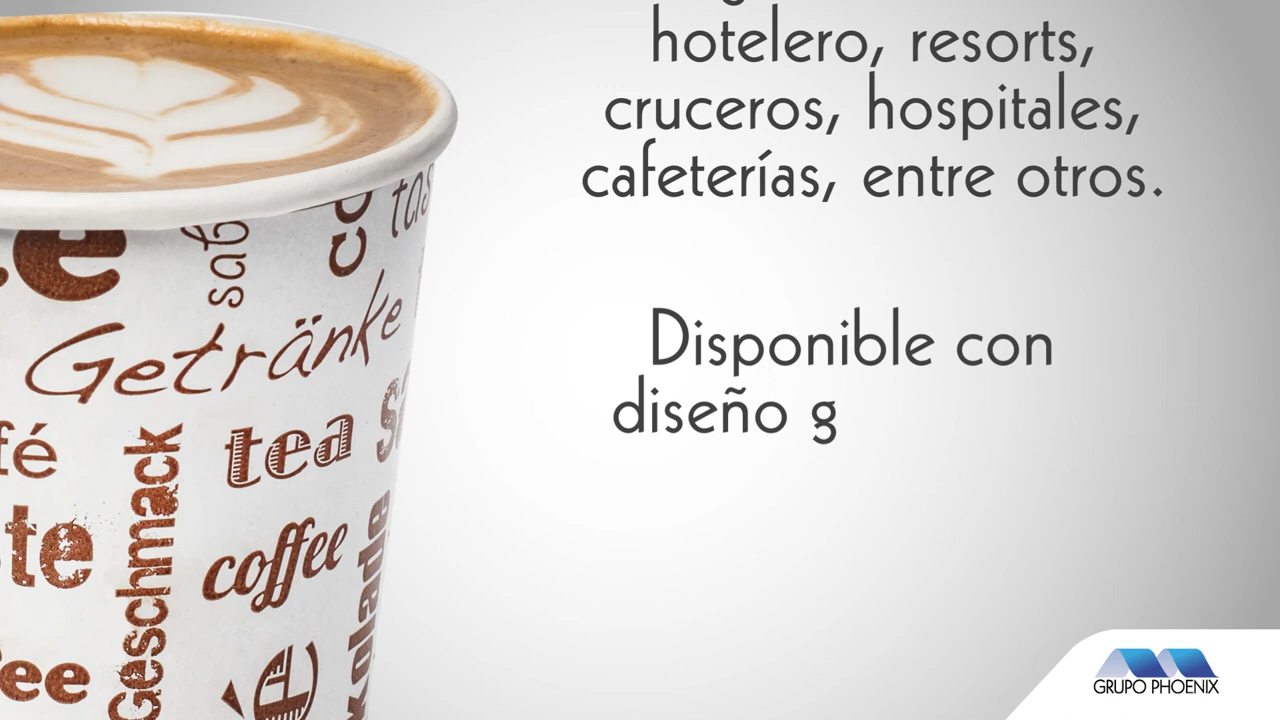 hotelero, resorts,
cruceros, hospitales,
cafeterías, entre otros.
Disponible con
diseño g
Getränke
tea
coffee
Geschmack
GRUPO PHOENIX